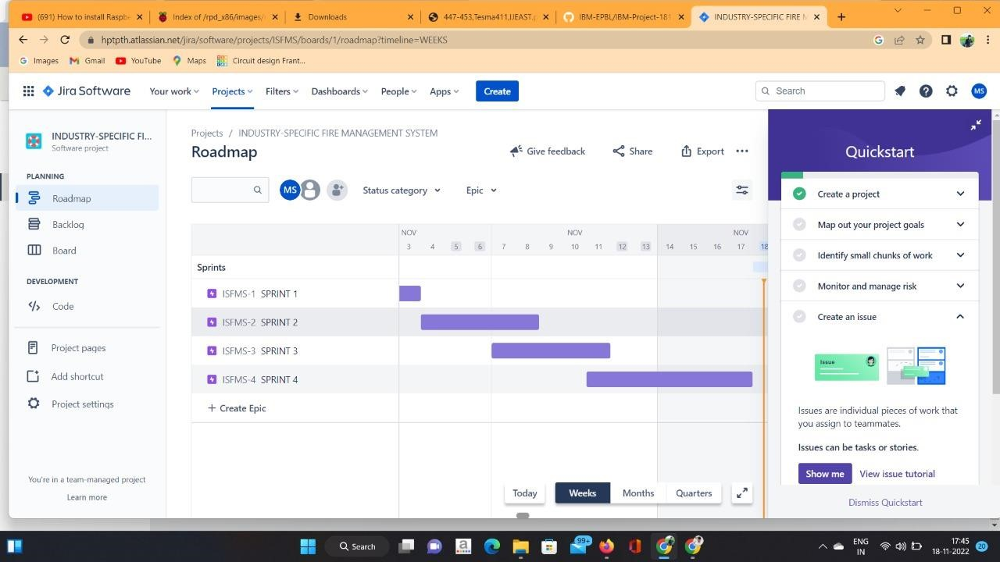 (691) How to install Raspbe
Index of /rpd_x86/images/
Downloads
447-453,Tesma411,IJEAST.
IBM-EPBL/IBM-Project-181
INDUSTRY-SPECIFIC FIRE M
hptpth.atlassian.net/jira/software/projects/ISFMS/boards/1/roadmap?timeline=WEEKS
Images
Gmail
YouTube
Maps
Circuit design Frant...
Jira Software
Your work
Projects
Filters
Dashboards
People
Apps
Create
Search
MS
INDUSTRY-SPECIFIC FI...
Software project
PLANNING
Roadmap
Backlog
Board
DEVELOPMENT
Code
Project pages
Add shortcut
Project settings
You're in a team-managed project
Learn more
Projects / INDUSTRY-SPECIFIC FIRE MANAGEMENT SYSTEM
Roadmap
Give feedback
Share
Export
MS
Status category
Epic
NOV NOV NOV
3 4 5 6 7 8 9 10 11 12 13 14 15 16 17 18
Sprints
ISFMS-1 SPRINT 1
ISFMS-2 SPRINT 2
ISFMS-3 SPRINT 3
ISFMS-4 SPRINT 4
+ Create Epic
Today
Weeks
Months
Quarters
Quickstart
Create a project
Map out your project goals
Identify small chunks of work
Monitor and manage risk
Create an issue
Issue
Issues are individual pieces of work that
you assign to teammates.
Issues can be tasks or stories.
Show me
View issue tutorial
Dismiss Quickstart
Search
99+
ENG
IN
17:45
18-11-2022
20